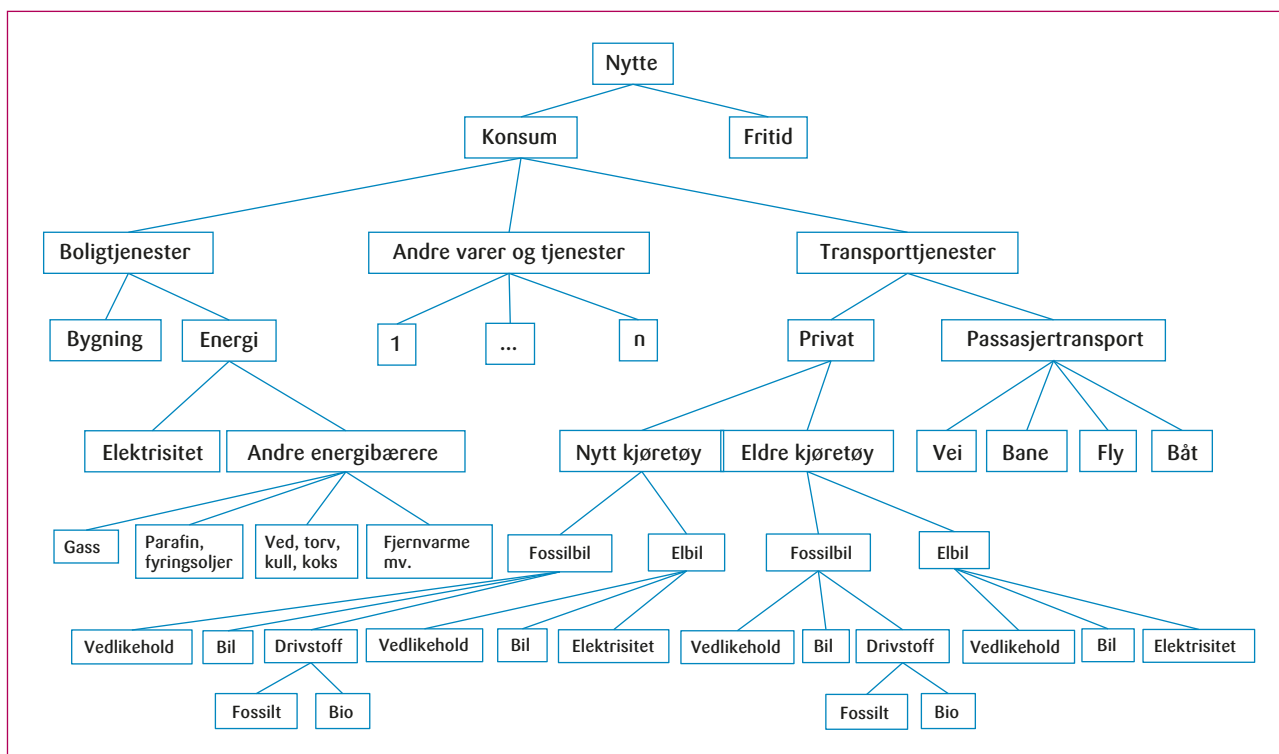 Nytte
Konsum
Fritid
Boligtjenester
Andre varer og tjenester
Transporttjenester
Bygning
Energi
1
...
n
Privat
Passasjertransport
Elektrisitet
Andre energibærere
Nytt kjøretøy
Eldre kjøretøy
Vei
Bane
Fly
Båt
Gass
Parafin,
fyringsoljer
Ved, torv,
kull, koks
Fjernvarme
mv.
Fossilbil
Elbil
Fossilbil
Elbil
Vedlikehold
Bil
Drivstoff
Vedlikehold
Bil
Elektrisitet
Vedlikehold
Bil
Drivstoff
Vedlikehold
Bil
Elektrisitet
Fossilt
Bio
Fossilt
Bio